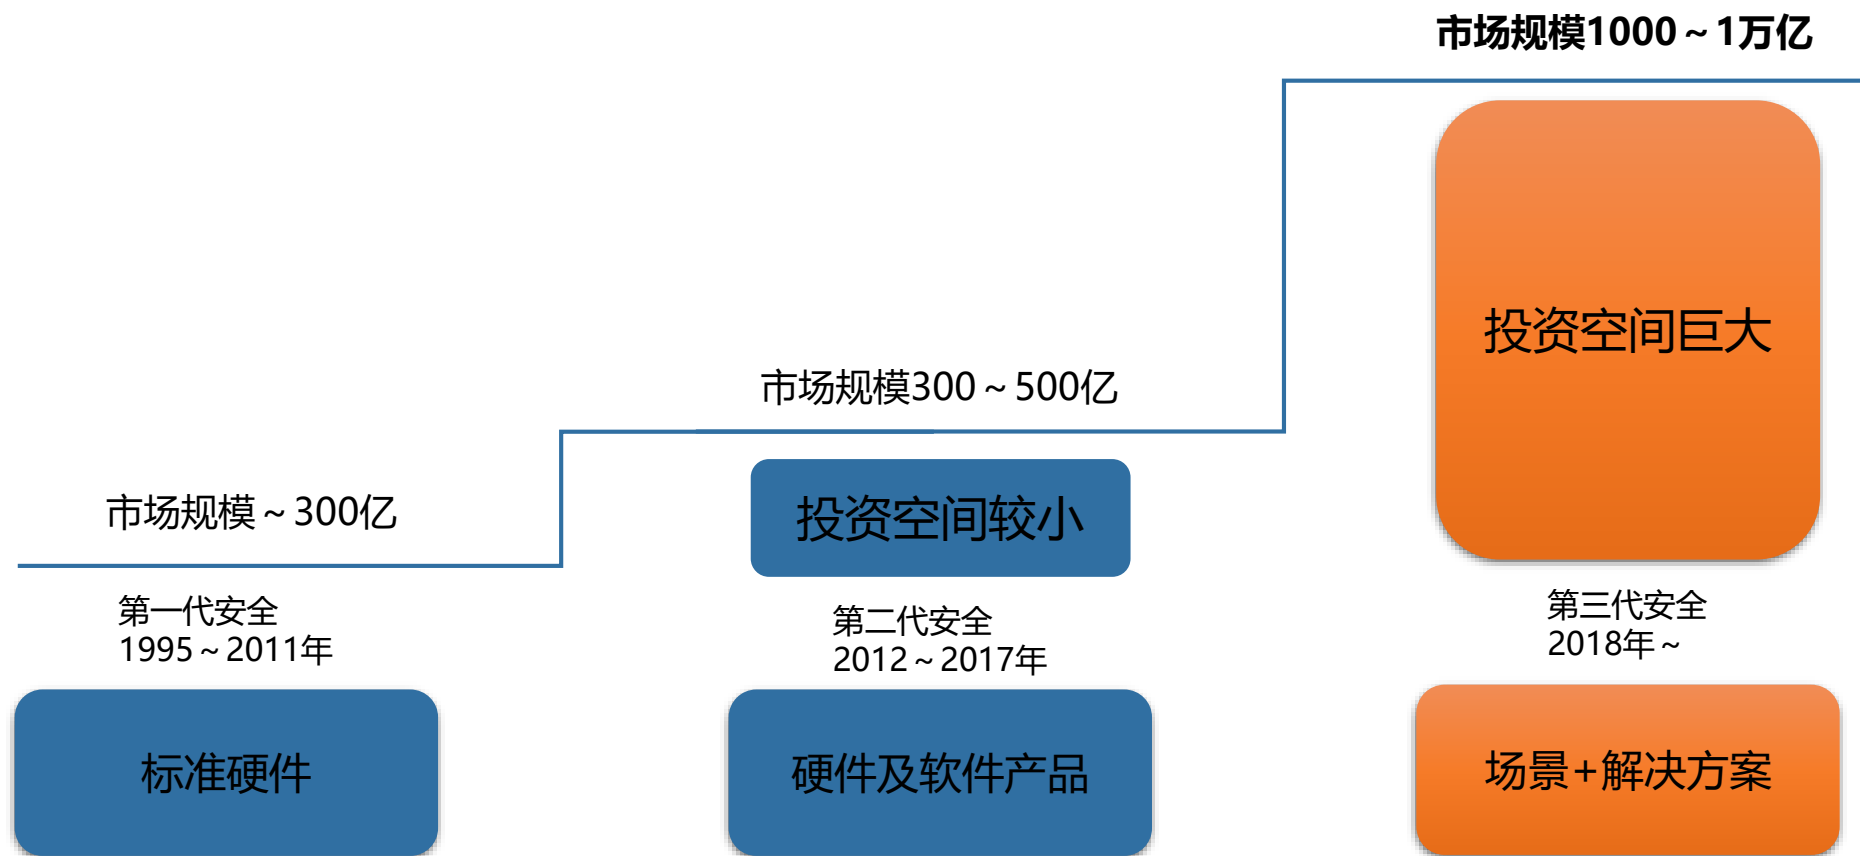 市场规模1000～1万亿
投资空间巨大
市场规模300～500亿
投资空间较小
市场规模～300亿
第一代安全
1995～2011年
第二代安全
2012～2017年
第三代安全
2018年～
标准硬件
硬件及软件产品
场景+解决方案